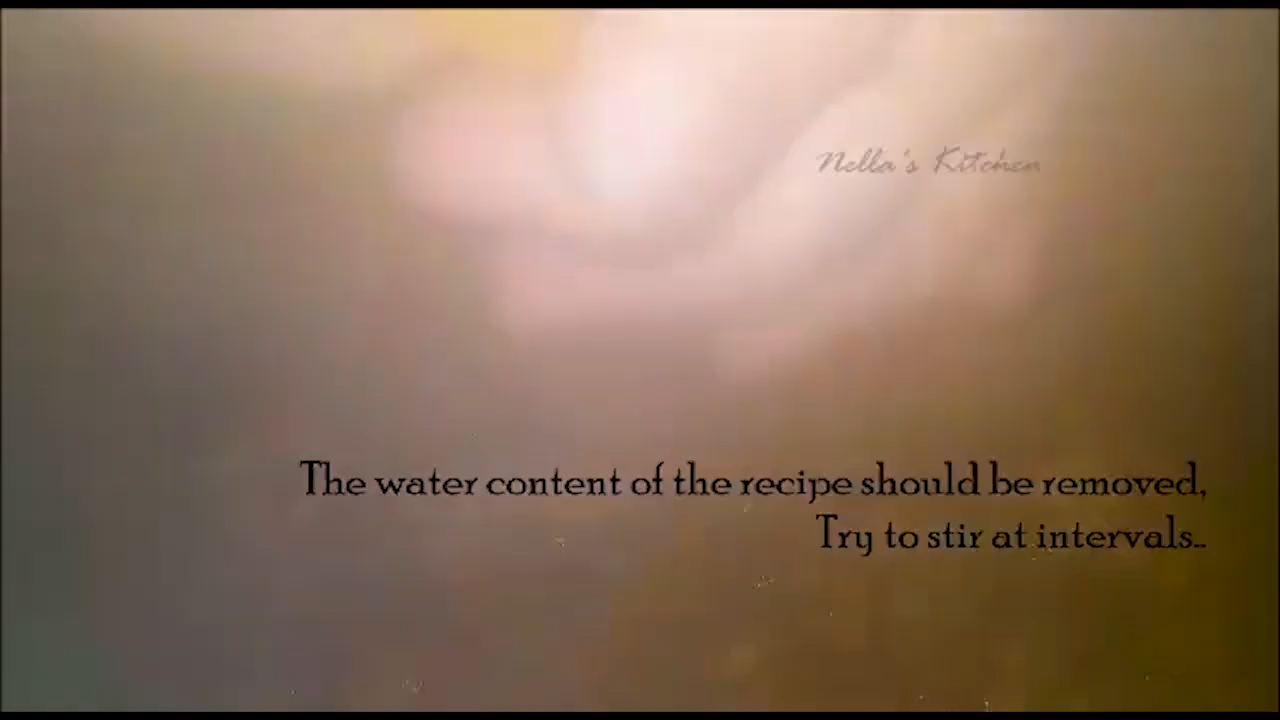 Nella's Kitchen
The water content of the recipe should be removed,
Try to stir at intervals..